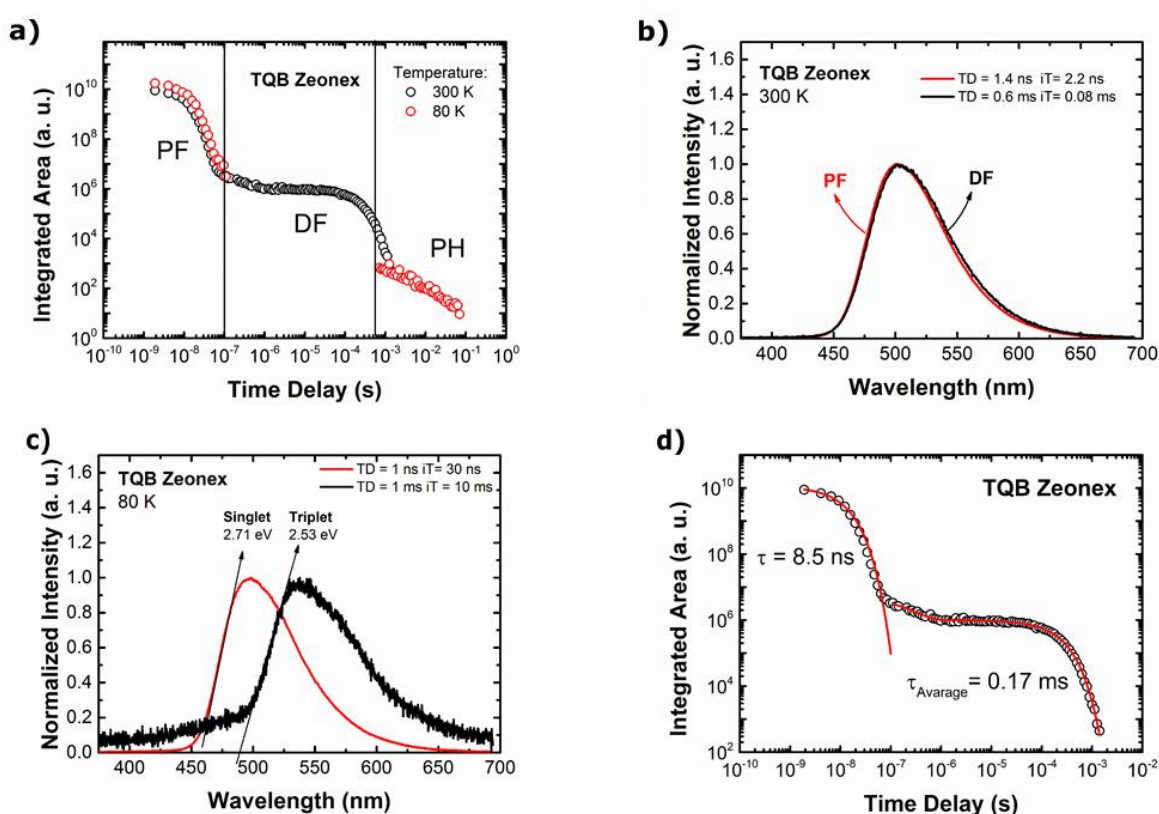 a)
TQB Zeonex
Temperature:
300 K
80 K
PF
DF
PH
Integrated Area (a. u.)
10^10
10^8
10^6
10^4
10^2
10^0
10^-10 10^-9 10^-8 10^-7 10^-6 10^-5 10^-4 10^-3 10^-2 10^-1 10^0
Time Delay (s)
b)
TQB Zeonex
300 K
TD = 1.4 ns iT = 2.2 ns
TD = 0.6 ms iT = 0.08 ms
PF
DF
Normalized Intensity (a. u.)
1.6
1.4
1.2
1.0
0.8
0.6
0.4
0.2
0.0
400 450 500 550 600 650 700
Wavelength (nm)
c)
TQB Zeonex
80 K
TD = 1 ns iT= 30 ns
TD = 1 ms iT = 10 ms
Singlet
2.71 eV
Triplet
2.53 eV
Normalized Intensity (a. u.)
1.6
1.4
1.2
1.0
0.8
0.6
0.4
0.2
0.0
400 450 500 550 600 650 700
Wavelength (nm)
d)
TQB Zeonex
τ = 8.5 ns
τAvarage = 0.17 ms
Integrated Area (a. u.)
10^10
10^8
10^6
10^4
10^2
10^-10 10^-9 10^-8 10^-7 10^-6 10^-5 10^-4 10^-3 10^-2
Time Delay (s)